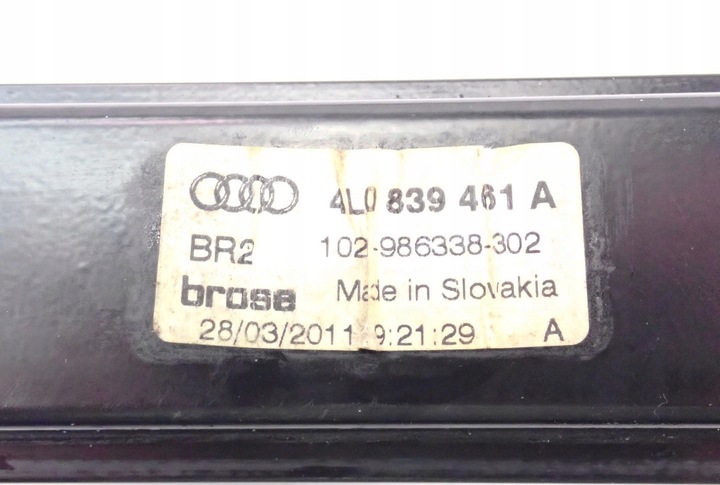 4L0 839 461 A
BR2 102-986338-302
brose Made in Slovakia
28/03/2011 9:21:29 A